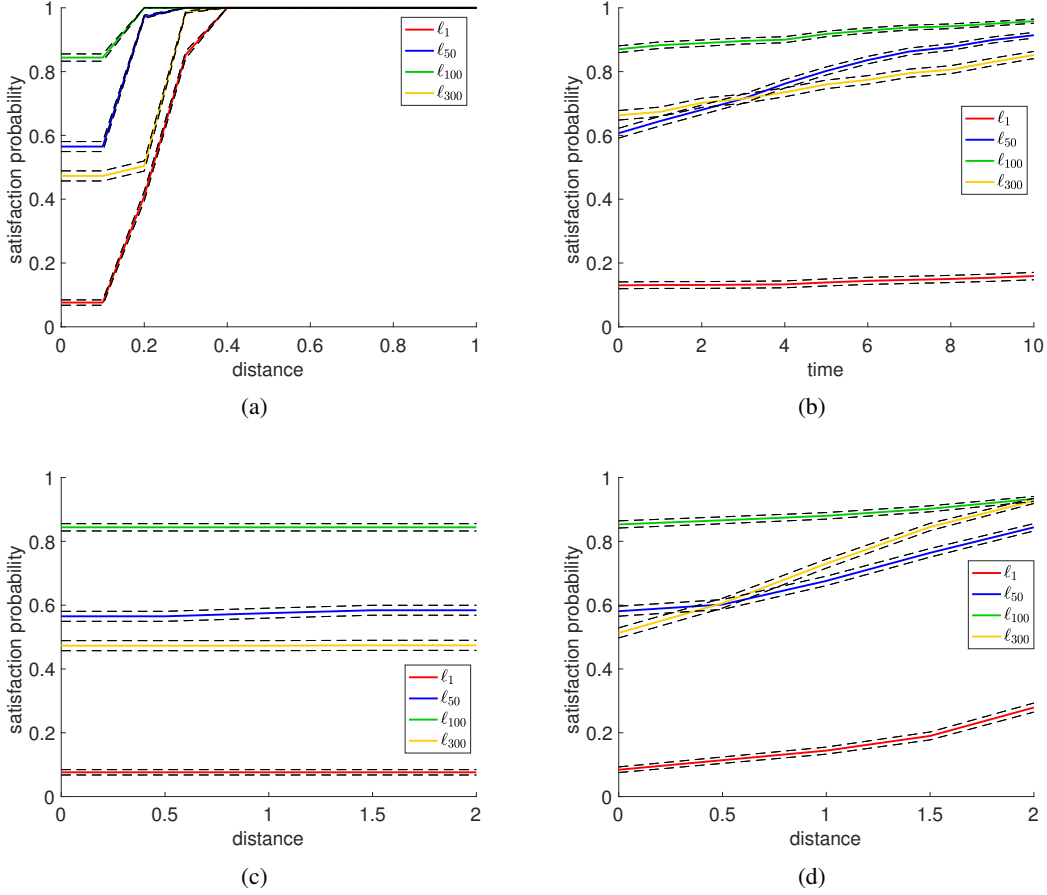 1
0.8
0.6
0.4
0.2
0
satisfaction probability
0 0.2 0.4 0.6 0.8 1
distance
ℓ1
ℓ50
ℓ100
ℓ300
(a)
1
0.8
0.6
0.4
0.2
0
satisfaction probability
0 2 4 6 8 10
time
ℓ1
ℓ50
ℓ100
ℓ300
(b)
1
0.8
0.6
0.4
0.2
0
satisfaction probability
0 0.5 1 1.5 2
distance
ℓ1
ℓ50
ℓ100
ℓ300
(c)
1
0.8
0.6
0.4
0.2
0
satisfaction probability
0 0.5 1 1.5 2
distance
ℓ1
ℓ50
ℓ100
ℓ300
(d)